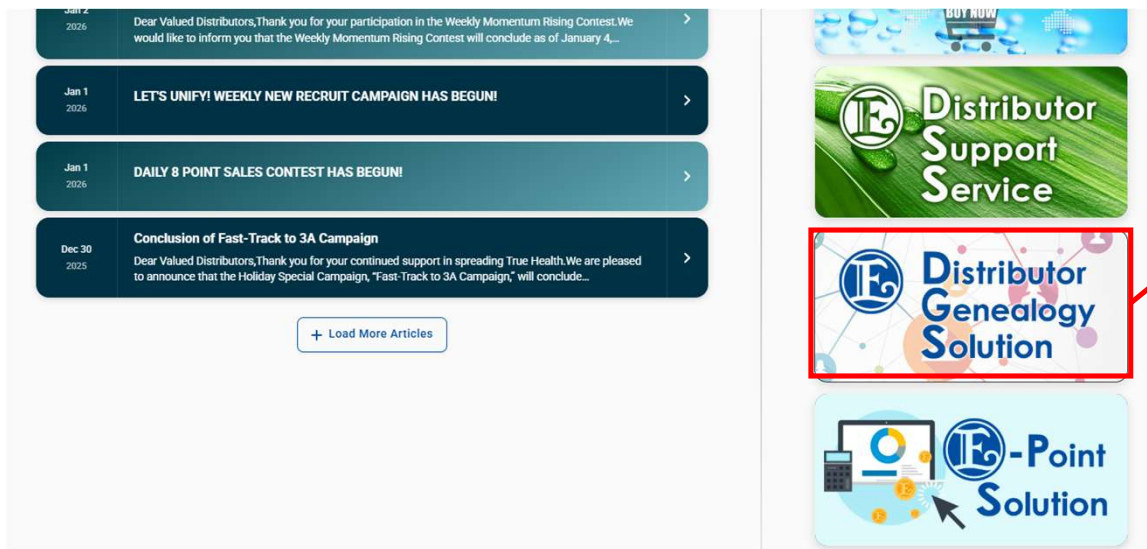 Jan 2
2026
Dear Valued Distributors,Thank you for your participation in the Weekly Momentum Rising Contest.We
would like to inform you that the Weekly Momentum Rising Contest will conclude as of January 4,...
Jan 1
2026
LET'S UNIFY! WEEKLY NEW RECRUIT CAMPAIGN HAS BEGUN!
Jan 1
2026
DAILY 8 POINT SALES CONTEST HAS BEGUN!
Dec 30
2025
Conclusion of Fast-Track to 3A Campaign
Dear Valued Distributors,Thank you for your continued support in spreading True Health.We are pleased
to announce that the Holiday Special Campaign, "Fast-Track to 3A Campaign," will conclude...
+ Load More Articles
BUY NOW
E Distributor
Support
Service
E Distributor
Genealogy
Solution
E-Point
Solution